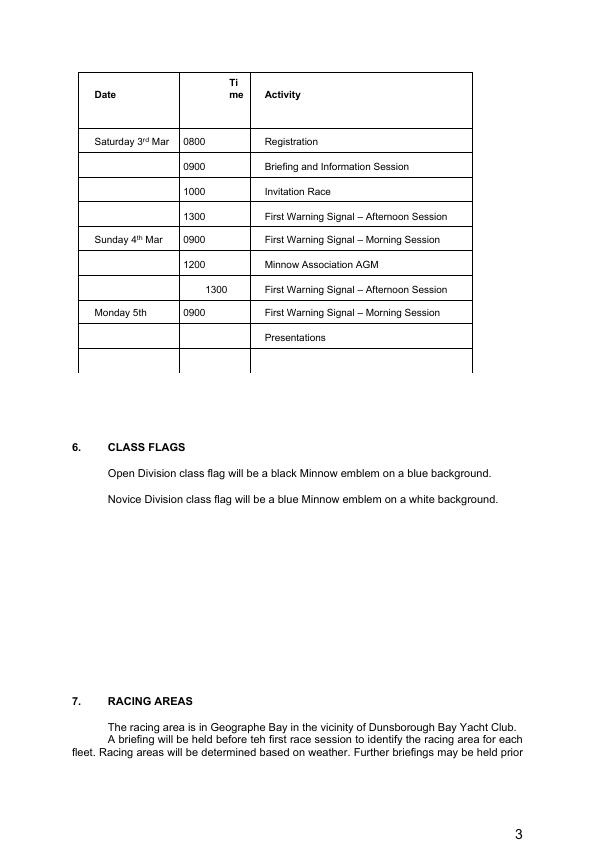 Date Time Activity
Saturday 3rd Mar 0800 Registration
0900 Briefing and Information Session
1000 Invitation Race
1300 First Warning Signal – Afternoon Session
Sunday 4th Mar 0900 First Warning Signal – Morning Session
1200 Minnow Association AGM
1300 First Warning Signal – Afternoon Session
Monday 5th 0900 First Warning Signal – Morning Session
Presentations
6. CLASS FLAGS
Open Division class flag will be a black Minnow emblem on a blue background.
Novice Division class flag will be a blue Minnow emblem on a white background.
7. RACING AREAS
The racing area is in Geographe Bay in the vicinity of Dunsborough Bay Yacht Club.
A briefing will be held before teh first race session to identify the racing area for each
fleet. Racing areas will be determined based on weather. Further briefings may be held prior
3